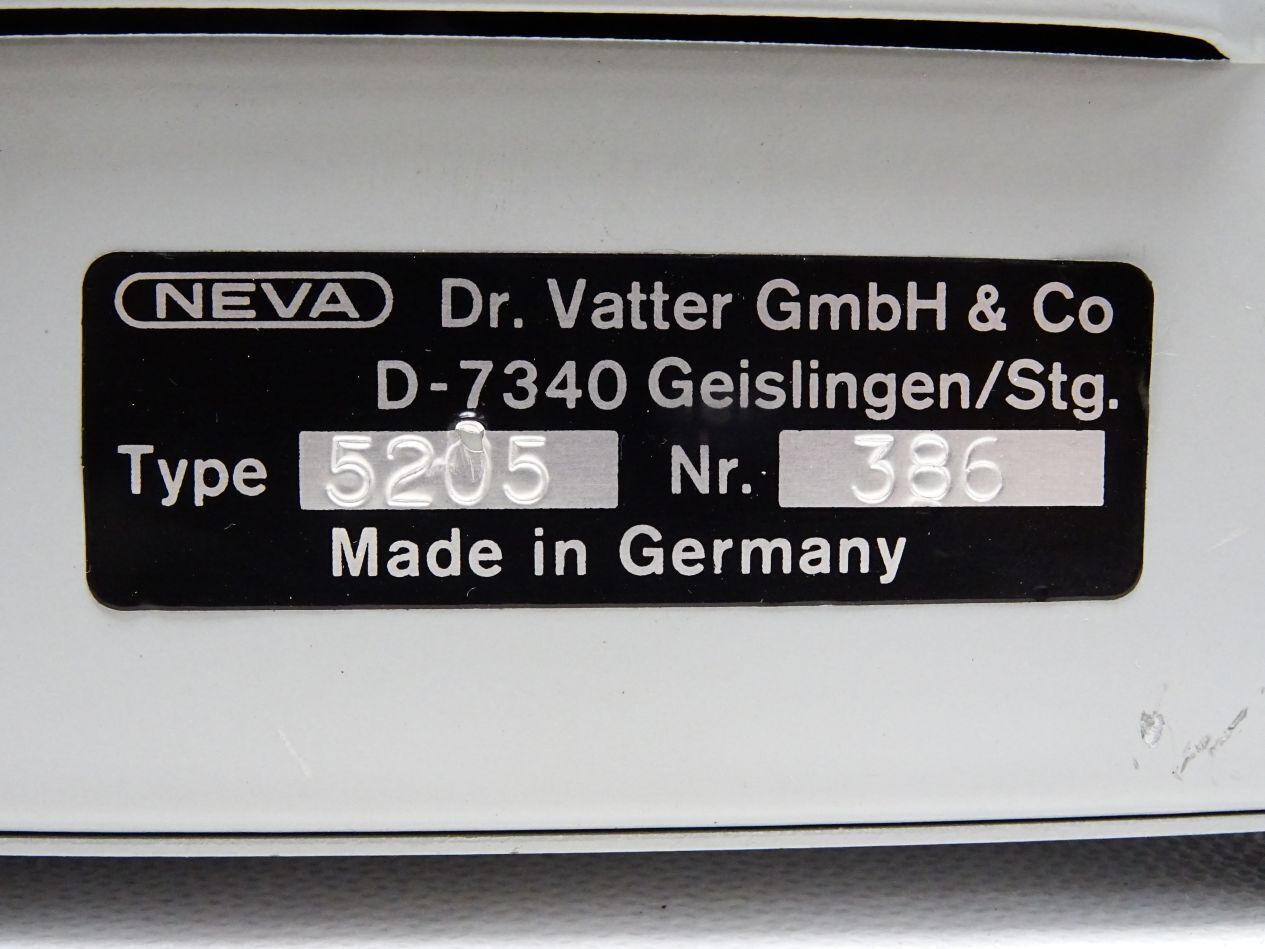 NEVA Dr. Vatter GmbH & Co
D-7340 Geislingen/Stg.
Type 5205 Nr. 386
Made in Germany